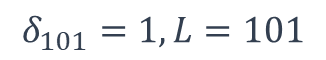 δ₁₀₁ = 1, L = 101